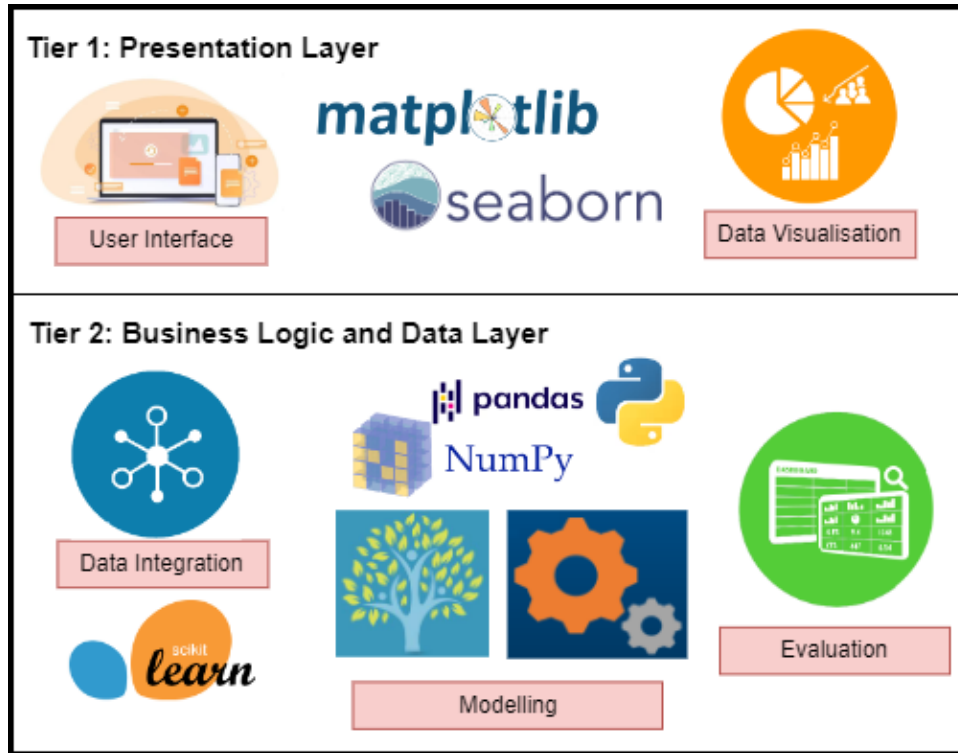 Tier 1: Presentation Layer
matplotlib
seaborn
User Interface
Data Visualisation
Tier 2: Business Logic and Data Layer
pandas
NumPy
Data Integration
scikit
learn
Modelling
Evaluation